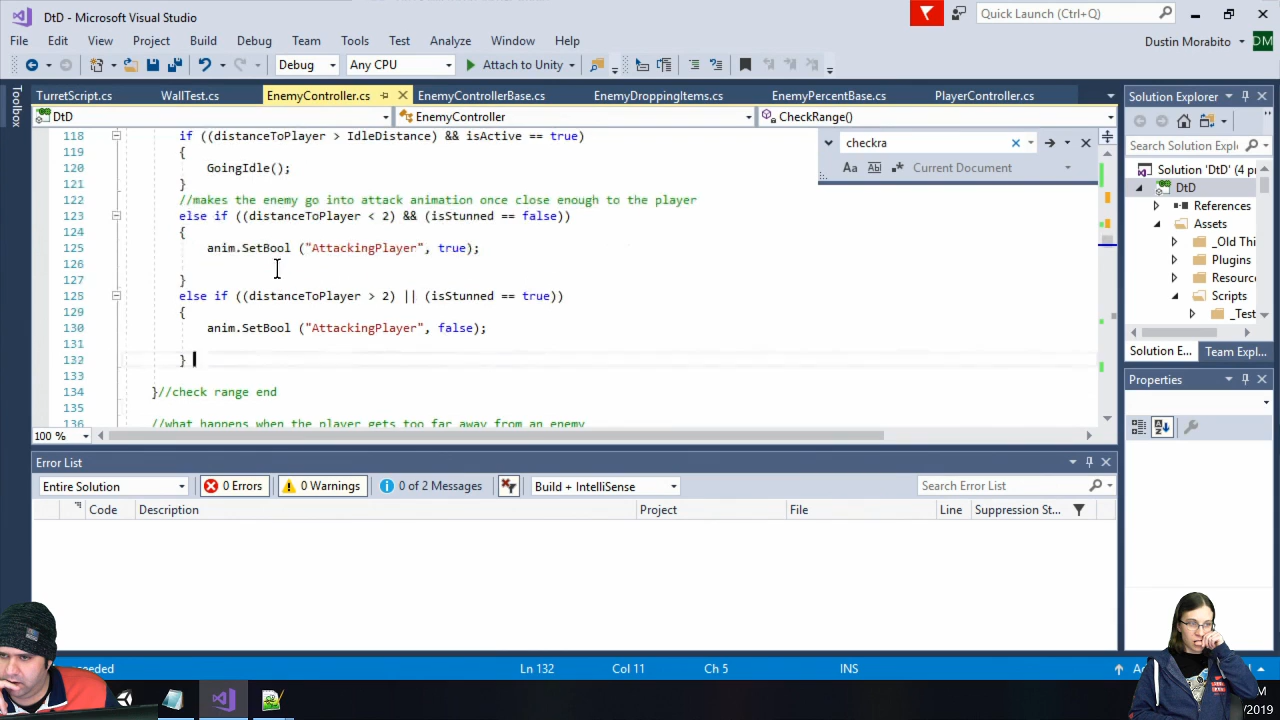 DtD - Microsoft Visual Studio
Quick Launch (Ctrl+Q)
File Edit View Project Build Debug Team Tools Test Analyze Window Help
Dustin Morabito DM
Debug Any CPU Attach to Unity
Toolbox
TurretScript.cs WallTest.cs EnemyController.cs EnemyControllerBase.cs EnemyDroppingItems.cs EnemyPercentBase.cs PlayerController.cs
DtD EnemyController CheckRange()
checkra
Aa Ab Current Document
118 if ((distanceToPlayer > IdleDistance) && isActive == true)
119 {
120 GoingIdle();
121 }
122 //makes the enemy go into attack animation once close enough to the player
123 else if ((distanceToPlayer < 2) && (isStunned == false))
124 {
125 anim.SetBool ("AttackingPlayer", true);
126
127 }
128 else if ((distanceToPlayer > 2) || (isStunned == true))
129 {
130 anim.SetBool ("AttackingPlayer", false);
131
132 }
133
134 }//check range end
135
136 //what happens when the player gets too far away from an enemy
100 %
Solution Explorer
Search Solution Explo
Solution 'DtD' (4 pr
DtD
References
Assets
_Old Thi
Plugins
Resourc
Scripts
_Test
Solution E... Team Expl...
Properties
Error List
Entire Solution 0 Errors 0 Warnings 0 of 2 Messages Build + IntelliSense Search Error List
Code Description Project File Line Suppression St...
Ln 132 Col 11 Ch 5 INS
/2019